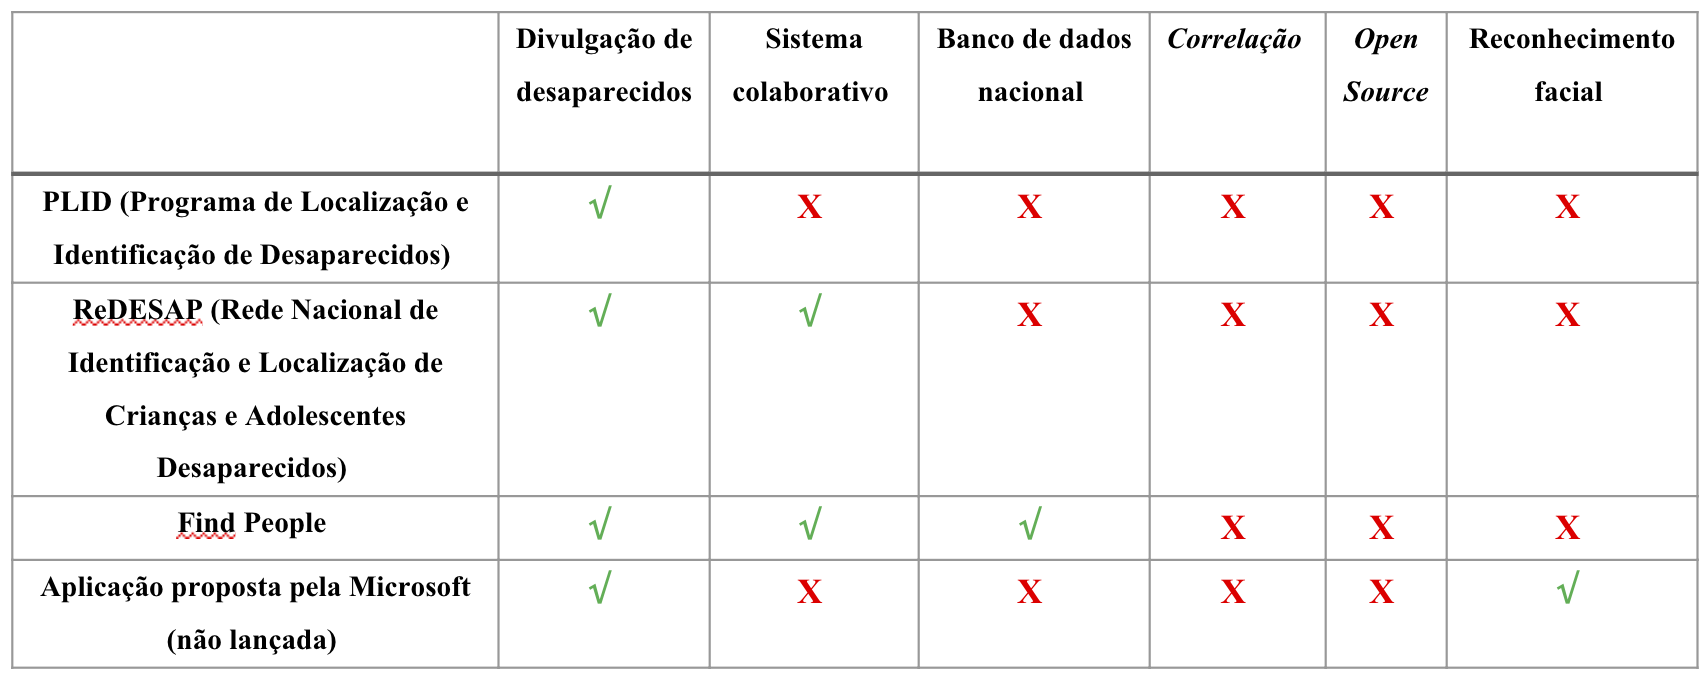 Divulgação de
desaparecidos
Sistema
colaborativo
Banco de dados
nacional
Correlação
Open
Source
Reconhecimento
facial
PLID (Programa de Localização e
Identificação de Desaparecidos)
√ X X X X X
ReDESAP (Rede Nacional de
Identificação e Localização de
Crianças e Adolescentes
Desaparecidos)
√ √ X X X X
Find People
√ √ √ X X X
Aplicação proposta pela Microsoft
(não lançada)
√ X X X X √